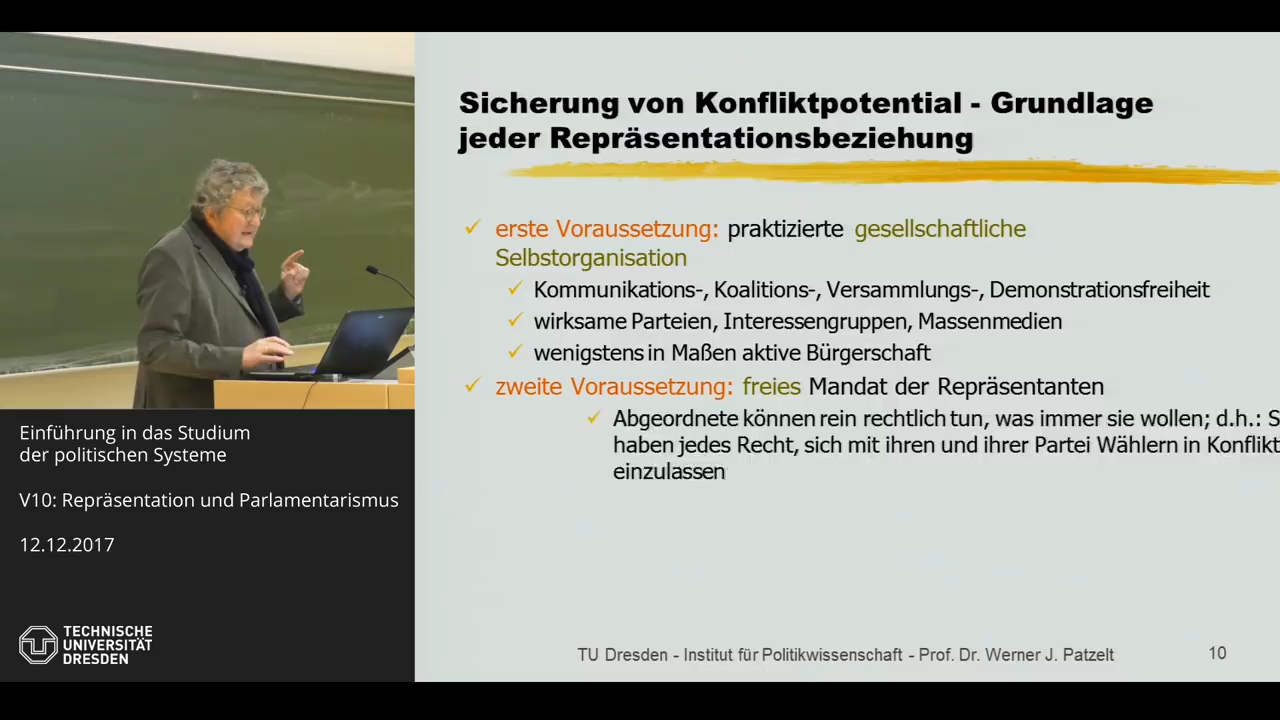 Sicherung von Konfliktpotential - Grundlage
jeder Repräsentationsbeziehung
erste Voraussetzung: praktizierte gesellschaftliche
Selbstorganisation
Kommunikations-, Koalitions-, Versammlungs-, Demonstrationsfreiheit
wirksame Parteien, Interessengruppen, Massenmedien
wenigstens in Maßen aktive Bürgerschaft
zweite Voraussetzung: freies Mandat der Repräsentanten
Abgeordnete können rein rechtlich tun, was immer sie wollen; d.h.: S
haben jedes Recht, sich mit ihren und ihrer Partei Wählern in Konflikt
einzulassen
TU Dresden - Institut für Politikwissenschaft - Prof. Dr. Werner J. Patzelt
10
Einführung in das Studium
der politischen Systeme
V10: Repräsentation und Parlamentarismus
12.12.2017
TECHNISCHE
UNIVERSITÄT
DRESDEN